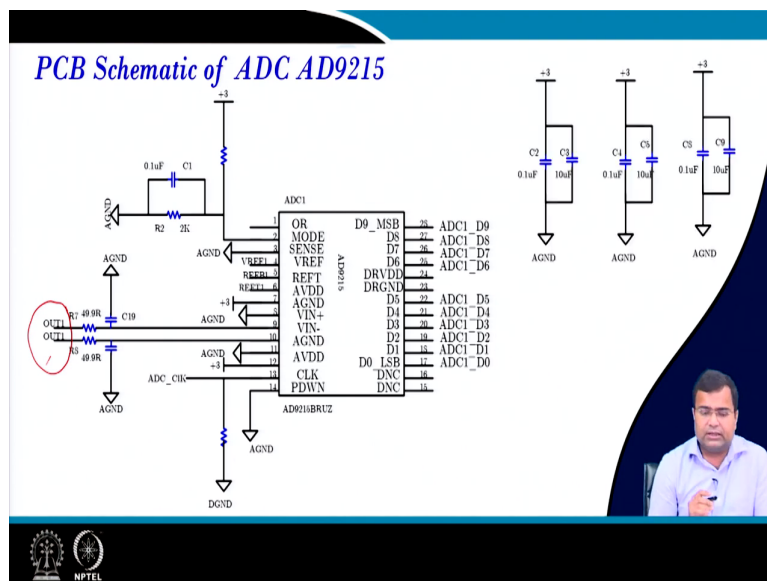 PCB Schematic of ADC AD9215
+3
0.1uF C1
R2 2K
AGND
AGND
AGND
VREF1
+3
AGND
OUT1
OUT1
R7 49.9R
C19
R8
49.9R
AGND
AGND
+3
ADC_ClK
AGND
DGND
ADC1
AD9215
AD9215BRUZ
1 OR
2 MODE
3 SENSE
4 VREF
5 REFT
6 AVDD
7 AGND
8 VIN+
9 VIN-
10 AGND
11 AVDD
12
13 CLK
14 PDWN
D9_MSB 28 ADC1_D9
D8 27 ADC1_D8
D7 26 ADC1_D7
D6 25 ADC1_D6
DRVDD 24
DRGND 23
D5 22 ADC1_D5
D4 21 ADC1_D4
D3 20 ADC1_D3
D2 19 ADC1_D2
D1 ADC1_D1
D0_LSB 17 ADC1_D0
DNC 16
DNC 15
+3
C2 C3
0.1uF 10uF
AGND
+3
C4 C5
0.1uF 10uF
AGND
+3
C8 C9
0.1uF 10uF
AGND
NPTEL